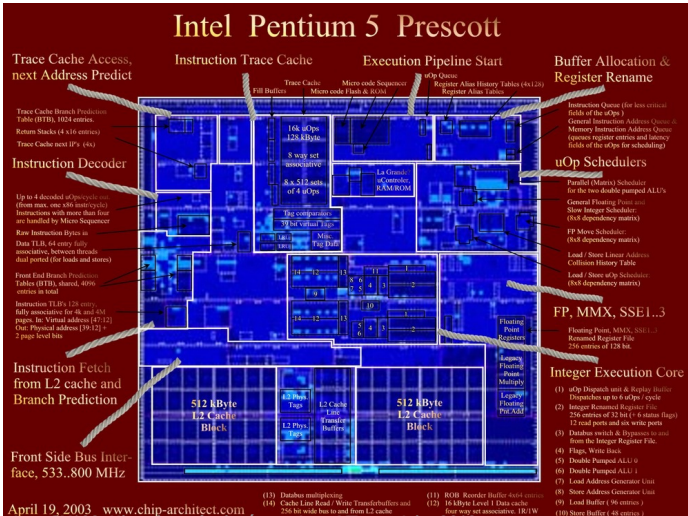 Intel Pentium 5 Prescott
Trace Cache Access,
next Address Predict
Trace Cache Branch Prediction
Table (BTB), 1024 entries.
Return Stacks (4 x16 entries)
Trace Cache next IP's (4x)
Instruction Decoder
Up to 4 decoded uOps/cycle out.
(from max. one x86 instr/cycle)
Instructions with more than four
are handled by Micro Sequencer
Raw Instruction Bytes in
Data TLB, 64 entry fully
associative, between threads
dual ported (for loads and stores)
Front End Branch Prediction
Tables (BTB), shared, 4096
entries in total
Instruction TLB's 128 entry,
fully associative for 4k and 4M
pages. In: Virtual address [47:12]
Out: Physical address [39:12] +
2 page level bits
Instruction Fetch
from L2 cache and
Branch Prediction
Front Side Bus Inter-
face, 533..800 MHz
April 19, 2003 www.chip-architect.com
Instruction Trace Cache
Trace Cache
Fill Buffers
16k uOps
128 kByte
8 way set
associative
8 x 512 sets
of 4 uOps
Tag comparators
39 bit virtual Tags
Misc.
Tag Data
Execution Pipeline Start
uOp Queue
Micro code Sequencer
Register Alias History Tables (4x128)
Micro code Flash & ROM
Register Alias Tables
La Grande
uControler,
RAM/ROM
14
12
13
11
1
9
8
7
6
5
4
3
2
512 kByte
L2 Cache
Block
L2 Phys.
Tags
L2 Phys.
Tags
L2 Cache
Line
Transfer
Buffers
512 kByte
L2 Cache
Block
Floating
Point
Registers
Legacy
Floating
Point
Multiply
Legacy
Floating
Pnt.Add
Buffer Allocation &
Register Rename
Instruction Queue (for less critical
fields of the uOps )
General Instruction Address Queue &
Memory Instruction Address Queue
(queues register entries and latency
fields of the uOps for scheduling)
uOp Schedulers
Parallel (Matrix) Scheduler
for the two double pumped ALU's
General Floating Point and
Slow Integer Scheduler:
(8x8 dependency matrix)
FP Move Scheduler:
(8x8 dependency matrix)
Load / Store Linear Address
Collision History Table
Load / Store uOp Scheduler:
(8x8 dependency matrix)
FP, MMX, SSE1..3
Floating Point, MMX, SSE1..3
Renamed Register File
256 entries of 128 bit.
Integer Execution Core
(1) uOp Dispatch unit & Replay Buffer
Dispatches up to 6 uOps / cycle
(2) Integer Renamed Register File
256 entries of 32 bit (+ 6 status flags)
12 read ports and six write ports
(3) Databus switch & Bypasses to and
from the Integer Register File.
(4) Flags, Write Back
(5) Double Pumped ALU 0
(6) Double Pumped ALU 1
(7) Load Address Generator Unit
(8) Store Address Generator Unit
(9) Load Buffer ( 96 entries )
(10) Store Buffer ( 48 entries )
(11) ROB Reorder Buffer 4x64 entries
(12) 16 kByte Level 1 Data cache
four way set associative. 1R/1W
(13) Databus multiplexing
(14) Cache Line Read / Write Transferbuffers and
256 bit wide bus to and from L2 cache